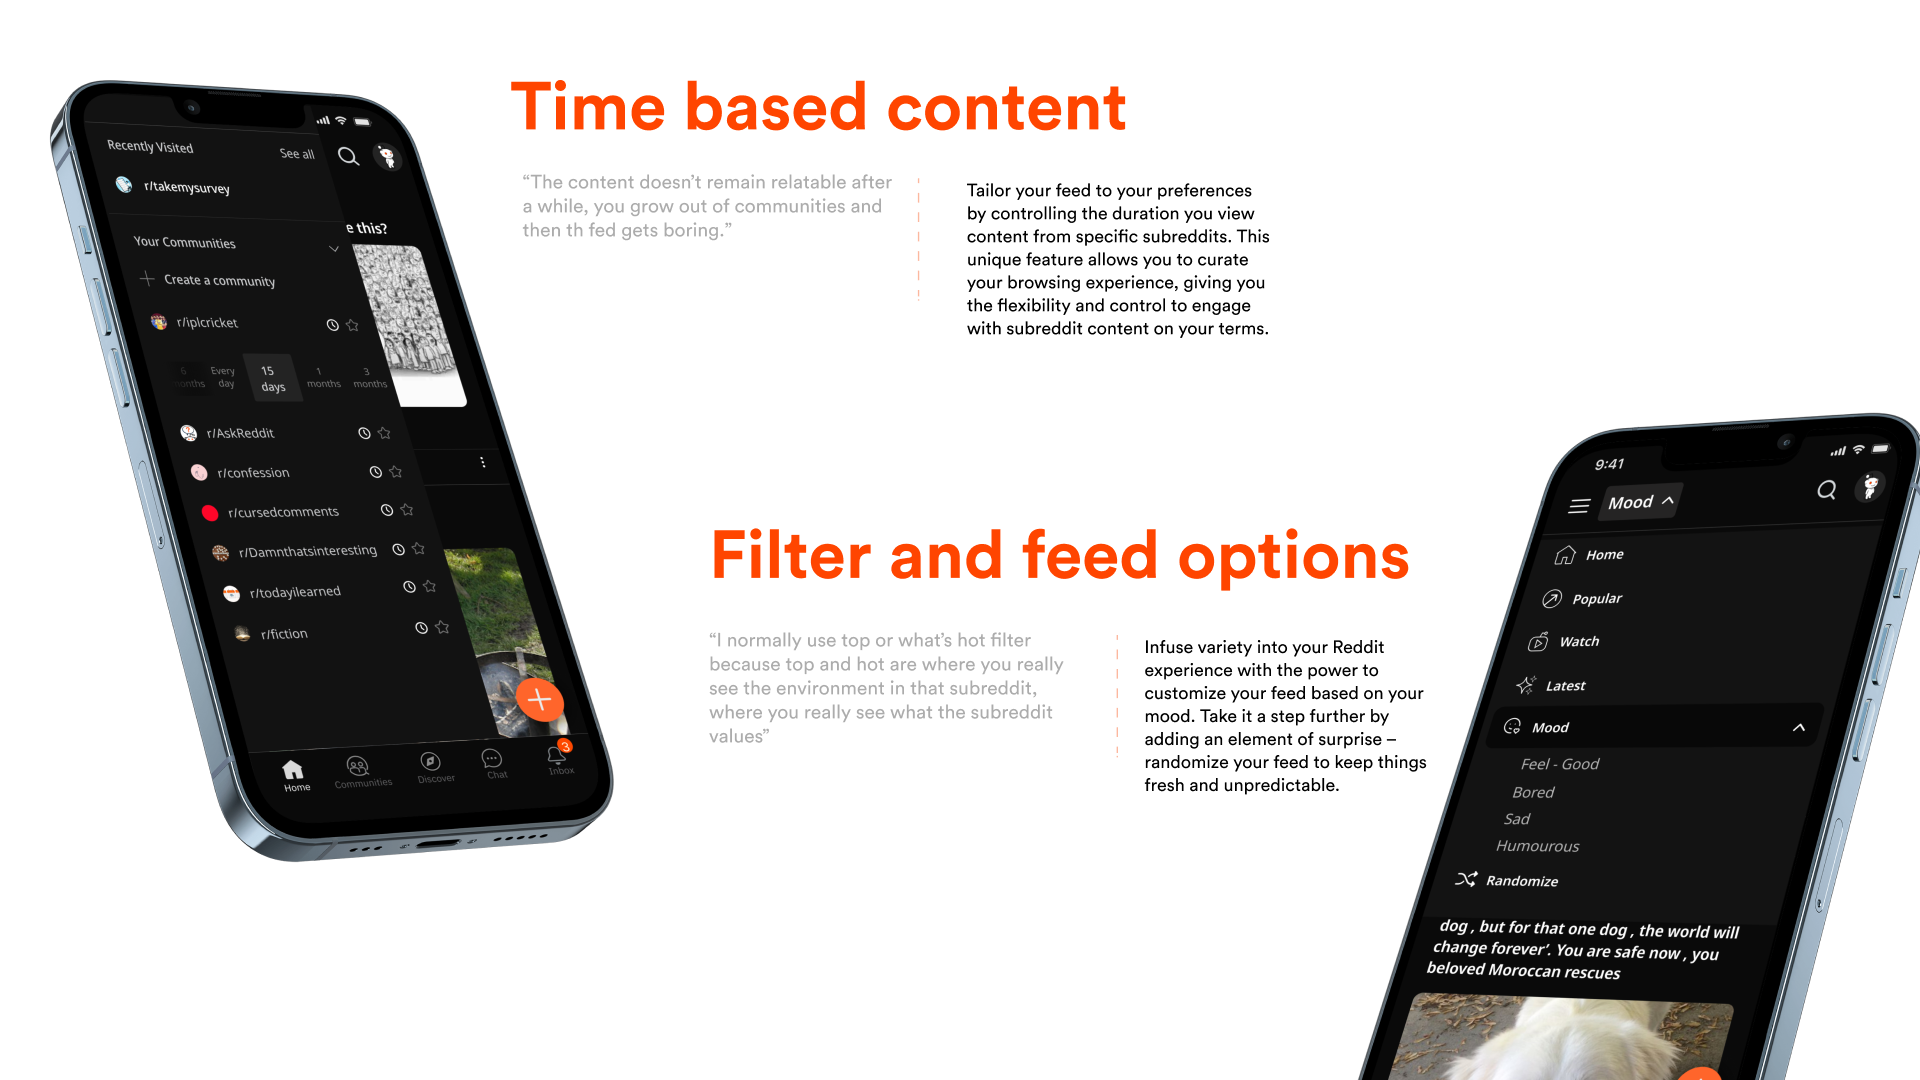 Time based content
“The content doesn’t remain relatable after
a while, you grow out of communities and
then th fed gets boring.”
Tailor your feed to your preferences
by controlling the duration you view
content from specific subreddits. This
unique feature allows you to curate
your browsing experience, giving you
the flexibility and control to engage
with subreddit content on your terms.
Recently Visited
See all
r/takemysurvey
e this?
Your Communities
Create a community
r/iplcricket
6
months
Every
day
15
days
1
months
3
months
r/AskReddit
r/confession
r/cursedcomments
r/Damnthatsinteresting
r/todayilearned
r/fiction
Home
Communities
Discover
Chat
3
Inbox
Filter and feed options
“I normally use top or what’s hot filter
because top and hot are where you really
see the environment in that subreddit,
where you really see what the subreddit
values”
Infuse variety into your Reddit
experience with the power to
customize your feed based on your
mood. Take it a step further by
adding an element of surprise –
randomize your feed to keep things
fresh and unpredictable.
9:41
Mood
Home
Popular
Watch
Latest
Mood
Feel - Good
Bored
Sad
Humourous
Randomize
dog , but for that one dog , the world will
change forever’. You are safe now , you
beloved Moroccan rescues